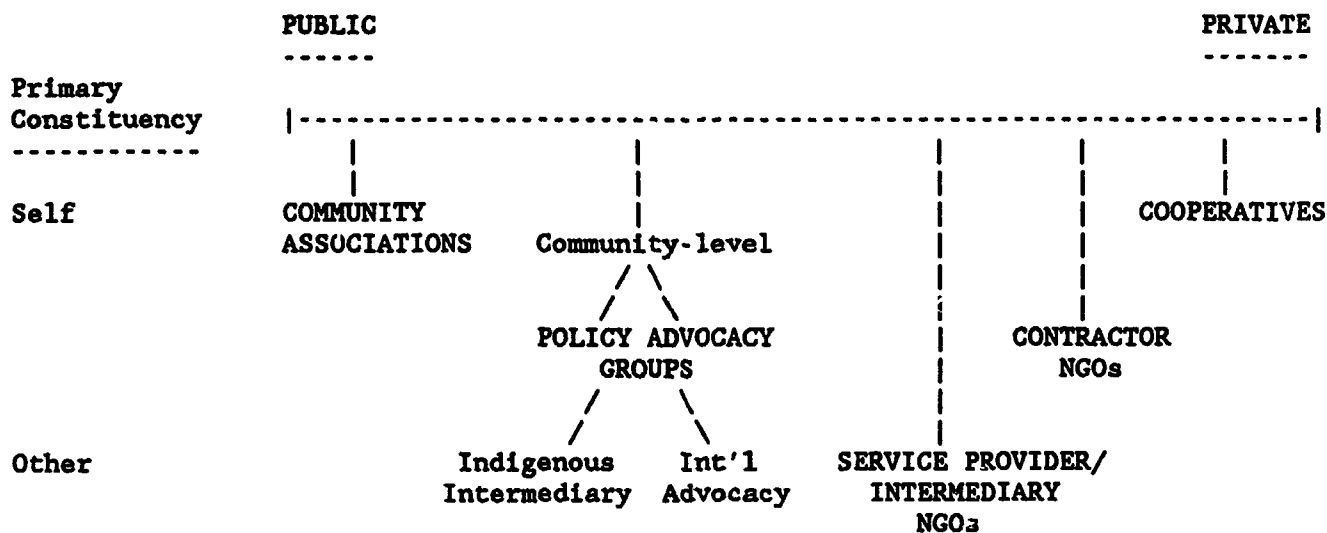 PUBLIC PRIVATE
Primary
Constituency
Self COMMUNITY COOPERATIVES
ASSOCIATIONS Community-level
POLICY ADVOCACY CONTRACTOR
GROUPS NGOs
Other Indigenous Int'l SERVICE PROVIDER/
Intermediary Advocacy INTERMEDIARY
NGOs